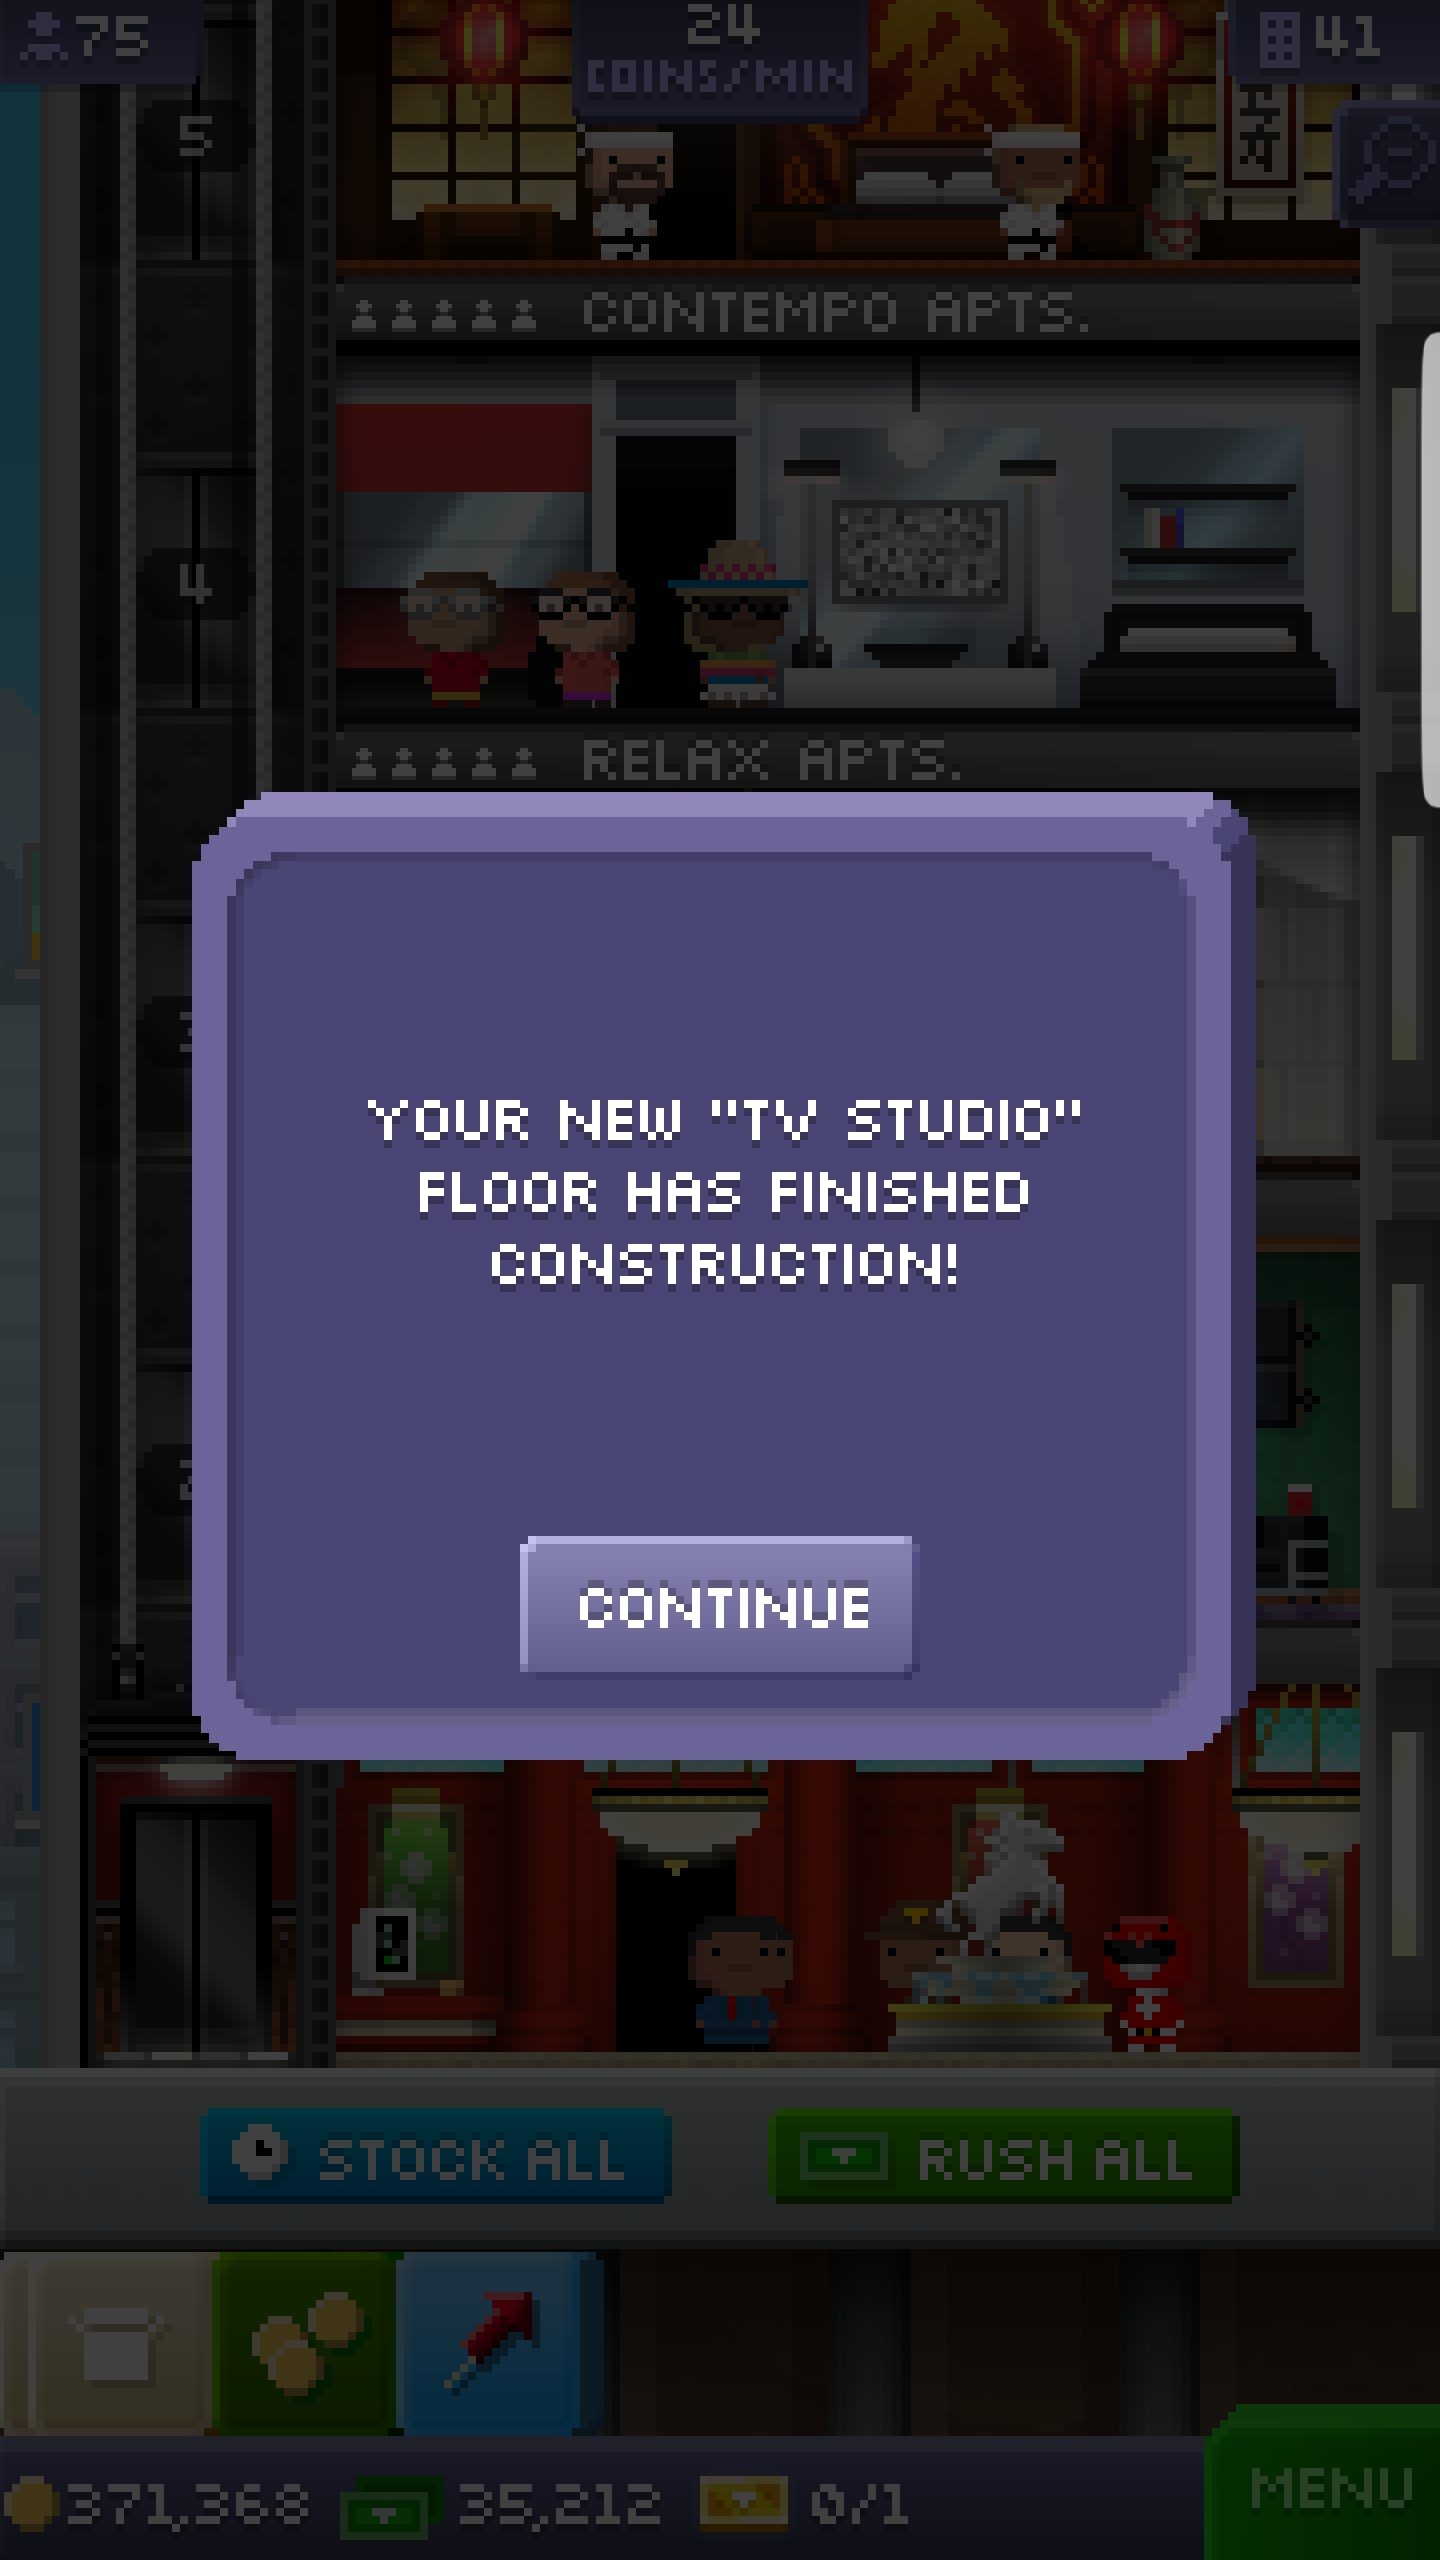 75
24
COINS/MIN
41
5
CONTEMPO APTS.
4
RELAX APTS.
YOUR NEW "TV STUDIO"
FLOOR HAS FINISHED
CONSTRUCTION!
CONTINUE
STOCK ALL
RUSH ALL
371,368
35,212
0/1
MENU